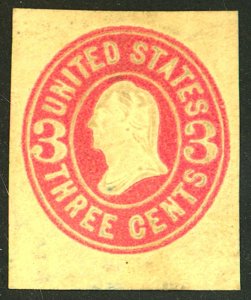 UNITED STATES
3 3
THREE CENTS